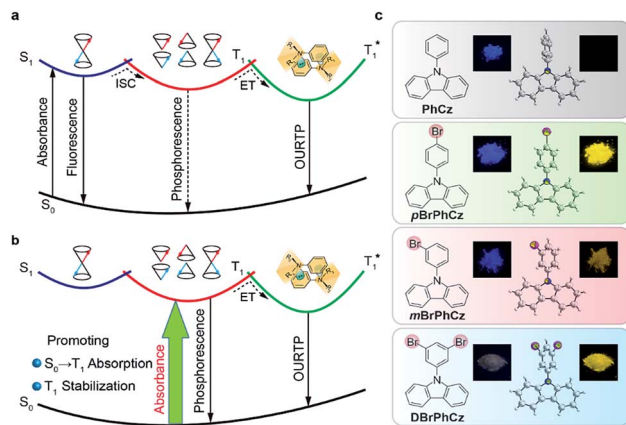 a
S1
T1
T1*
ISC
ET
Absorbance
Fluorescence
Phosphorescence
OURTP
S0
b
S1
T1
T1*
ET
Promoting
S0→T1 Absorption
T1 Stabilization
Absorbance
Phosphorescence
OURTP
S0
c
N
PhCz
Br
N
pBrPhCz
Br
N
mBrPhCz
Br Br
N
DBrPhCz